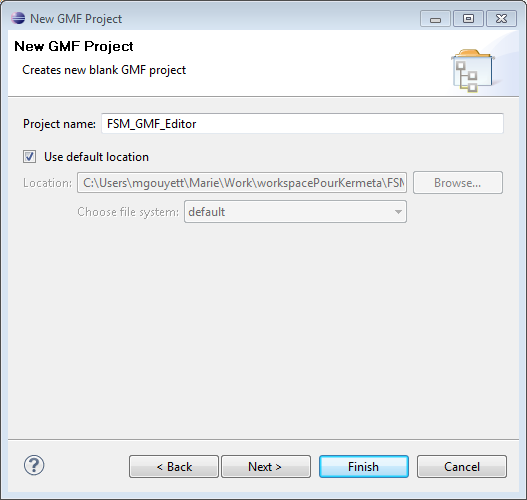 New GMF Project
New GMF Project
Creates new blank GMF project
Project name: FSM_GMF_Editor
Use default location
Location: C:\Users\mgouyett\Marie\Work\workspacePourKermeta\FSM Browse...
Choose file system: default
?
< Back Next > Finish Cancel